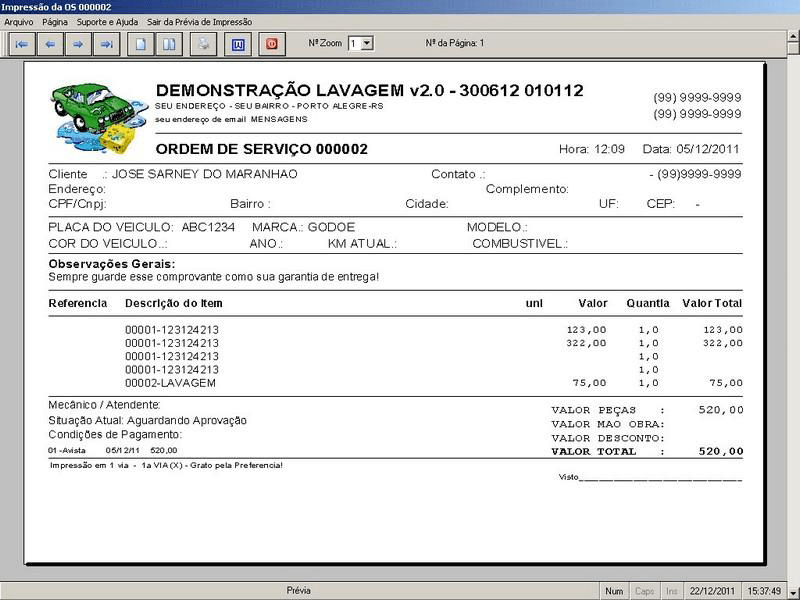 Impressão da OS 000002
Arquivo Página Suporte e Ajuda Sair da Prévia de Impressão
NºZoom 1 Nº da Página: 1
DEMONSTRAÇÃO LAVAGEM v2.0 - 300612 010112
(99) 9999-9999
SEU ENDEREÇO - SEU BAIRRO - PORTO ALEGRE-RS
(99) 9999-9999
seu endereço de email MENSAGENS
ORDEM DE SERVIÇO 000002 Hora: 12:09 Data: 05/12/2011
Cliente .: JOSE SARNEY DO MARANHAO Contato .: - (99)9999-9999
Endereço: Complemento:
CPF/Cnpj: Bairro : Cidade: UF: CEP: -
PLACA DO VEICULO: ABC1234 MARCA.: GODOE MODELO.:
COR DO VEICULO..: ANO.: KM ATUAL.: COMBUSTIVEL.:
Observações Gerais:
Sempre guarde esse comprovante como sua garantia de entrega!
Referencia Descrição do Item uni Valor Quantia Valor Total
00001-123124213 123,00 1,0 123,00
00001-123124213 322,00 1,0 322,00
00001-123124213 1,0
00001-123124213 1,0
00002-LAVAGEM 75,00 1,0 75,00
Mecânico / Atendente:
VALOR PEÇAS : 520,00
Situação Atual: Aguardando Aprovação
VALOR MAO OBRA:
Condições de Pagamento:
VALOR DESCONTO:
01 -Avista 05/12/11 520,00
VALOR TOTAL : 520,00
Impressão em 1 via - 1a VIA (X) - Grato pela Preferencia!
Visto
Prévia Num Caps Ins 22/12/2011 15:37:49